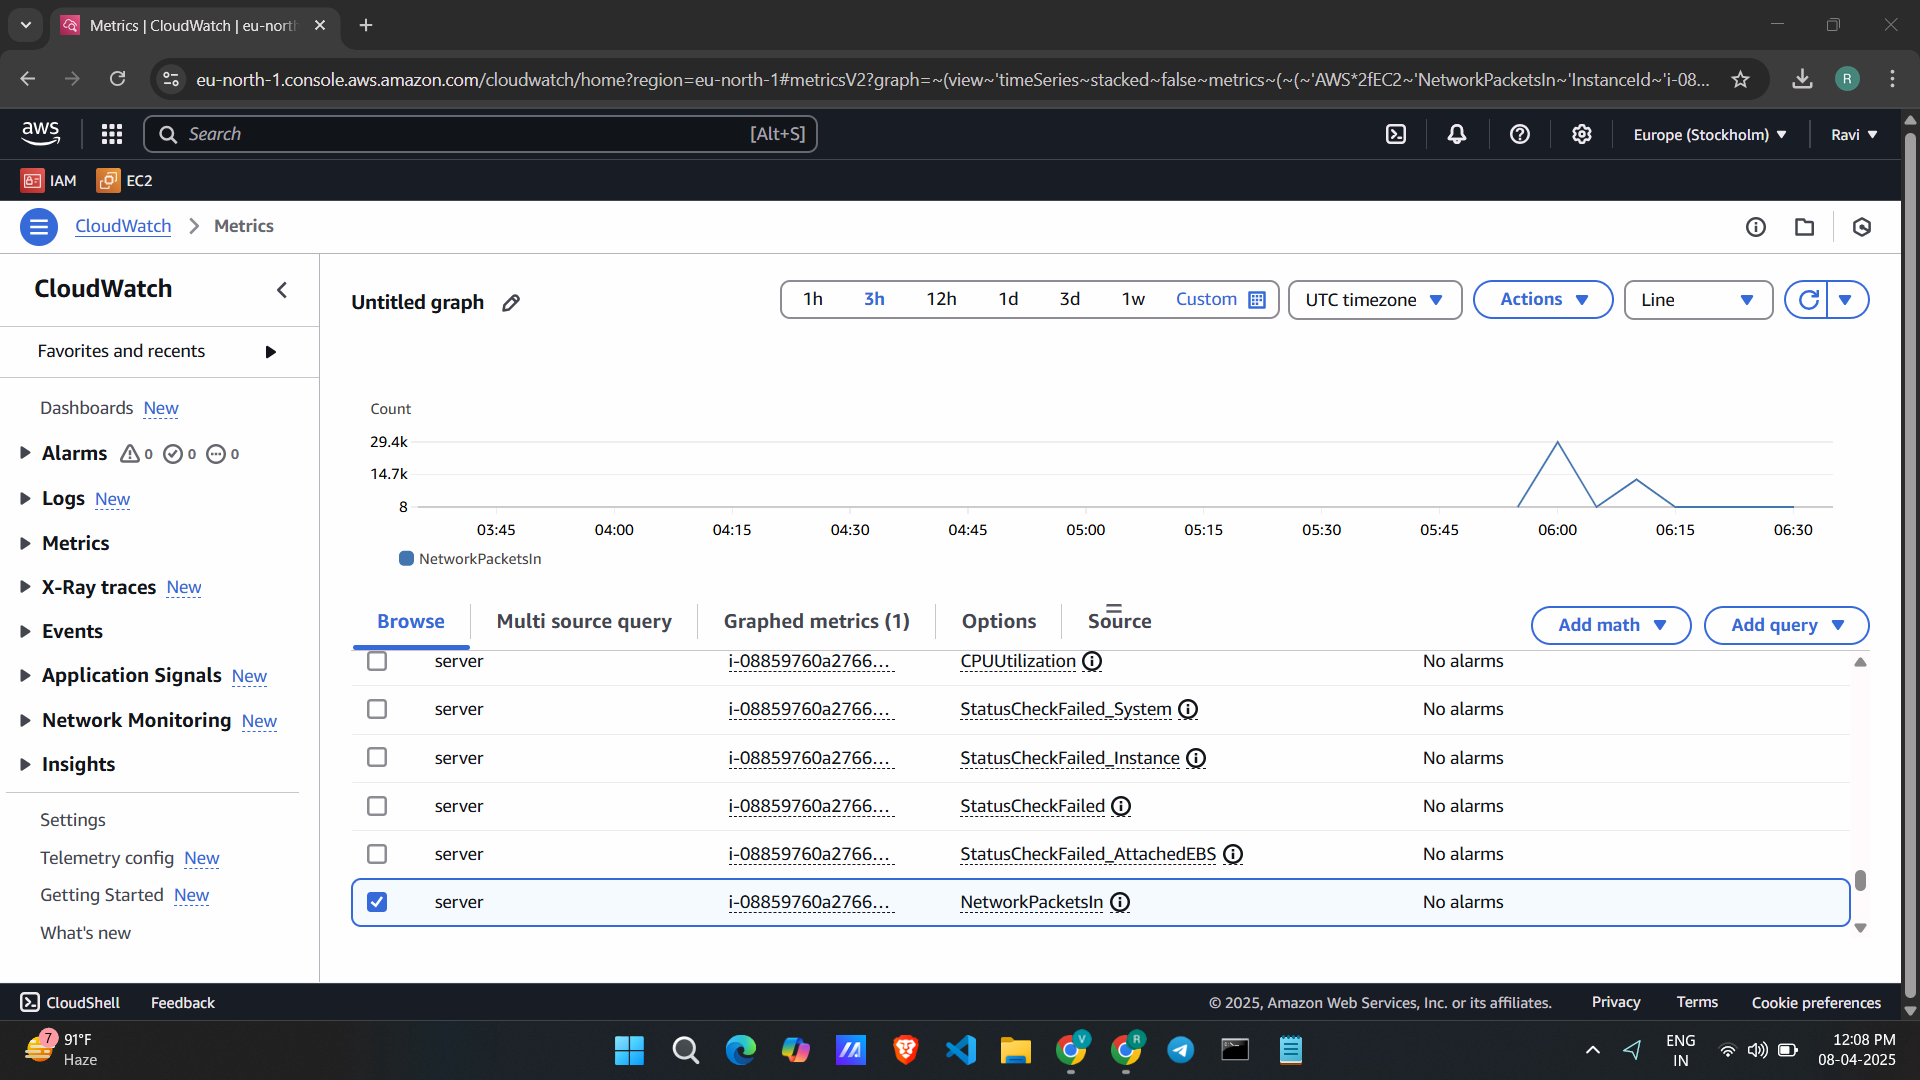 Metrics | CloudWatch | eu-north
eu-north-1.console.aws.amazon.com/cloudwatch/home?region=eu-north-1#metricsV2?graph=~(view~'timeSeries~stacked~false~metrics~(~(~'AWS*2fEC2~'NetworkPacketsIn~'InstanceId~'i-08...
R
aws
Search
[Alt+S]
Europe (Stockholm)
Ravi
IAM
EC2
CloudWatch
Metrics
CloudWatch
Favorites and recents
Dashboards New
Alarms 0 0 0
Logs New
Metrics
X-Ray traces New
Events
Application Signals New
Network Monitoring New
Insights
Settings
Telemetry config New
Getting Started New
What's new
Untitled graph
1h 3h 12h 1d 3d 1w Custom
UTC timezone
Actions
Line
Count
29.4k
14.7k
8
03:45 04:00 04:15 04:30 04:45 05:00 05:15 05:30 05:45 06:00 06:15 06:30
NetworkPacketsIn
Browse
Multi source query
Graphed metrics (1)
Options
Source
Add math
Add query
server i-08859760a2766... CPUUtilization No alarms
server i-08859760a2766... StatusCheckFailed_System No alarms
server i-08859760a2766... StatusCheckFailed_Instance No alarms
server i-08859760a2766... StatusCheckFailed No alarms
server i-08859760a2766... StatusCheckFailed_AttachedEBS No alarms
server i-08859760a2766... NetworkPacketsIn No alarms
CloudShell
Feedback
© 2025, Amazon Web Services, Inc. or its affiliates.
Privacy
Terms
Cookie preferences
7
91°F
Haze
V
R
ENG
IN
12:08 PM
08-04-2025